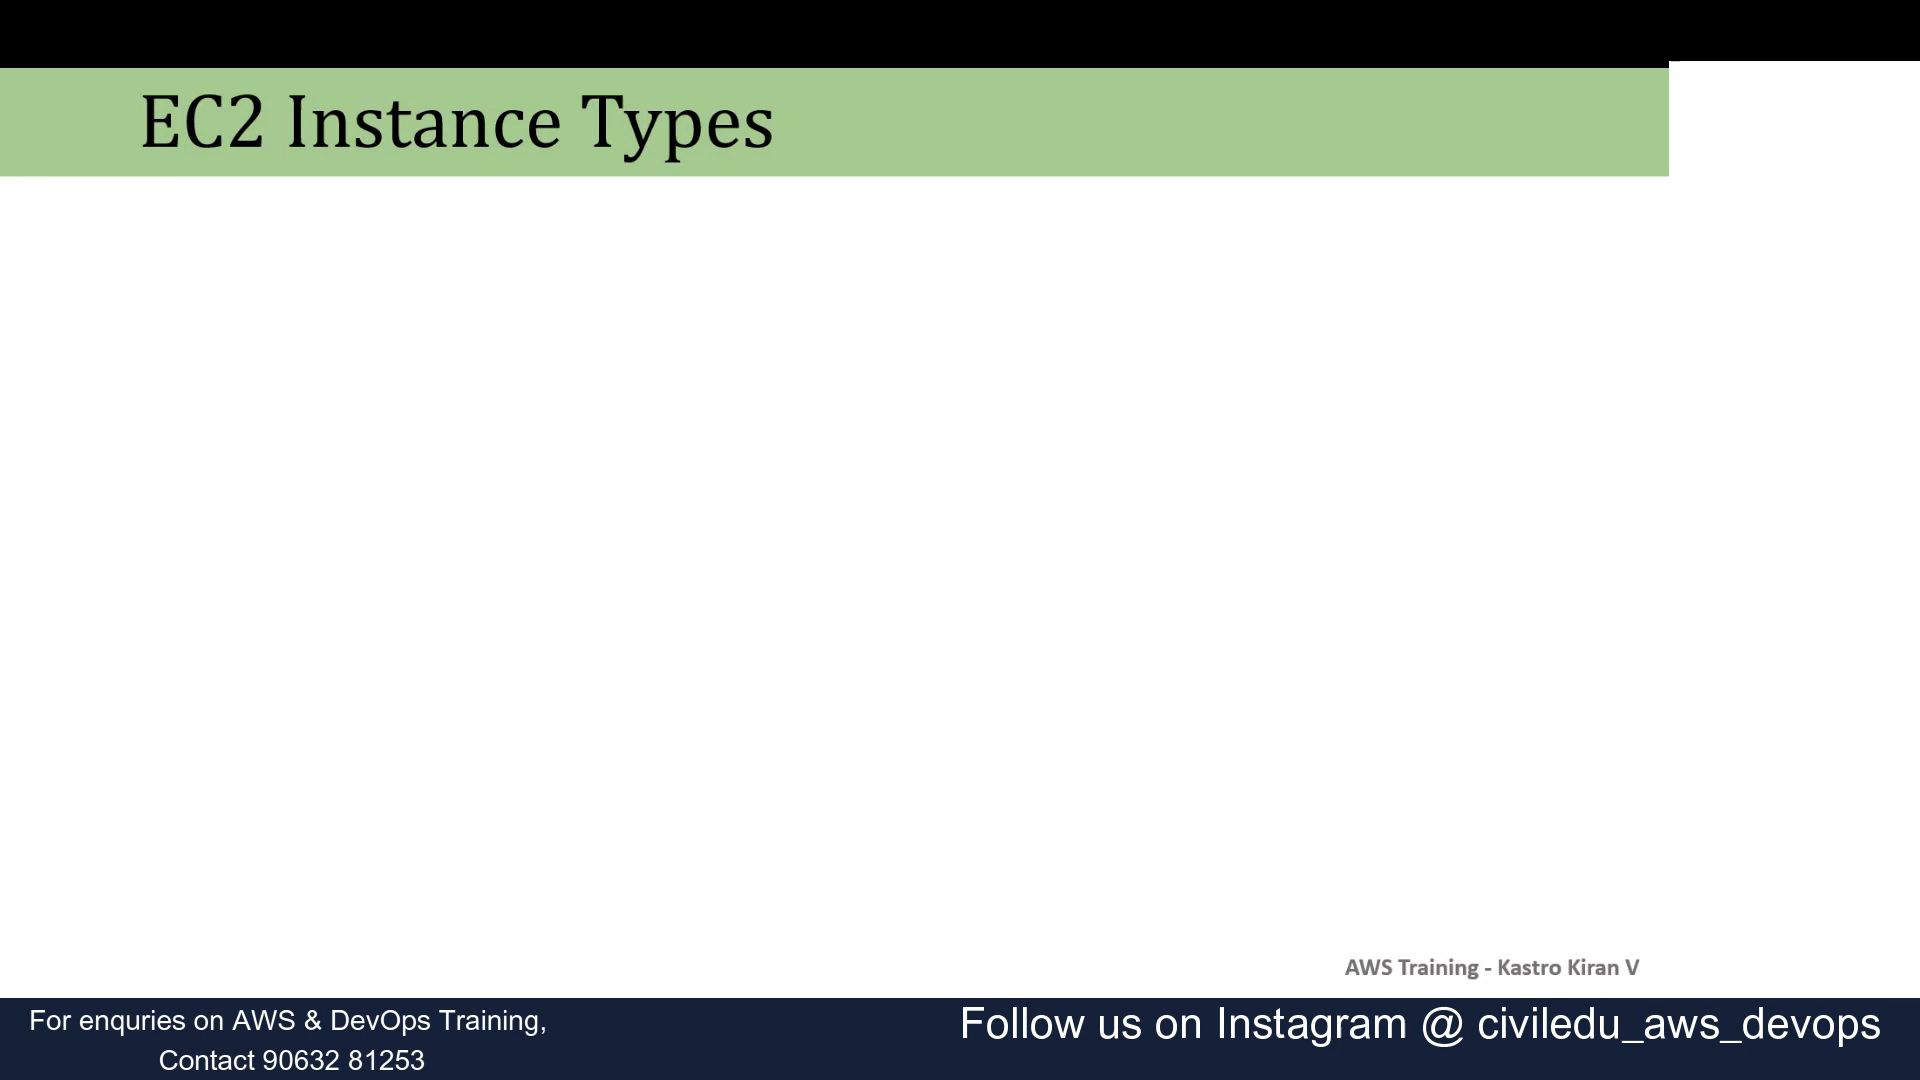 EC2 Instance Types
AWS Training - Kastro Kiran V
For enquries on AWS & DevOps Training,
Contact 90632 81253
Follow us on Instagram @ civiledu_aws_devops